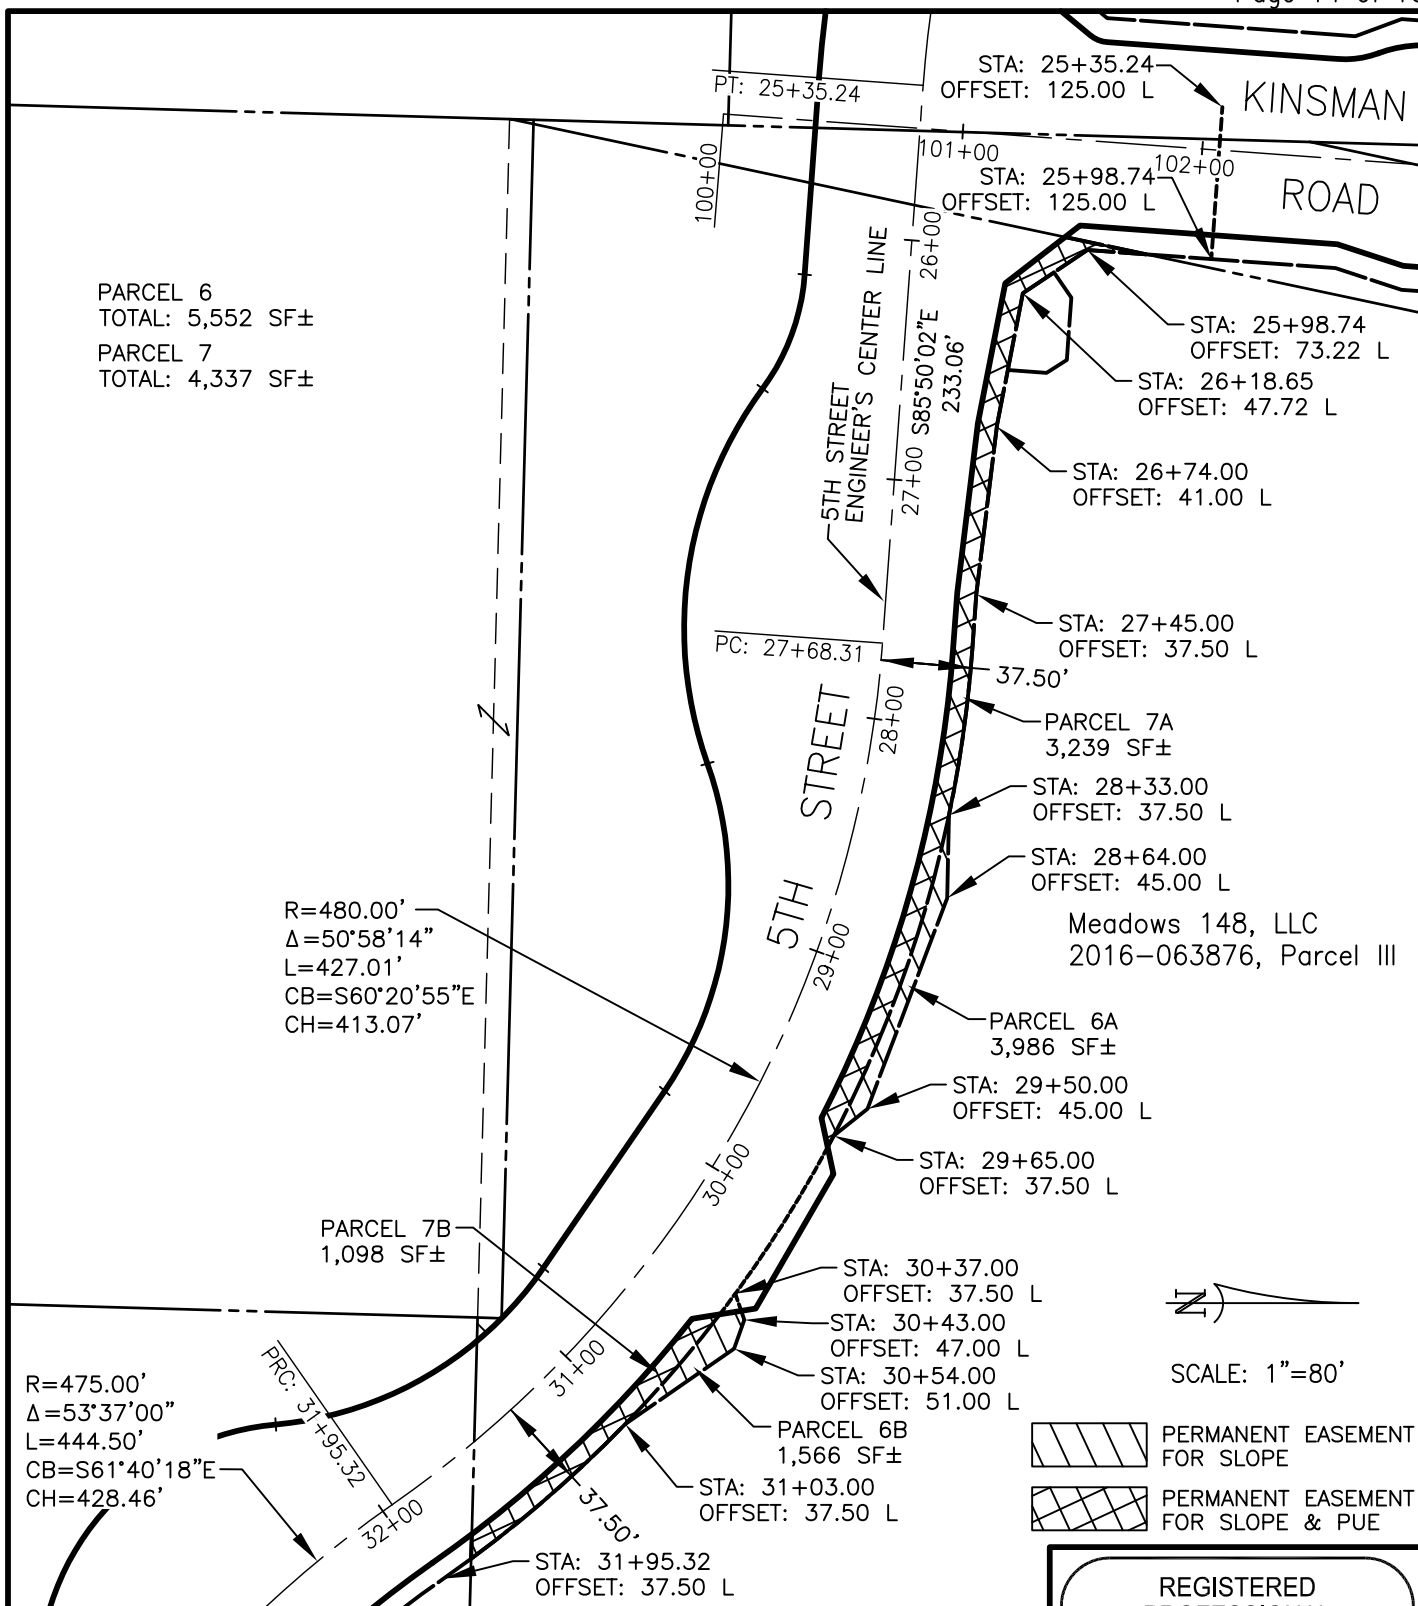 PT: 25+35.24
STA: 25+35.24
OFFSET: 125.00 L
KINSMAN
ROAD
100+00
101+00
102+00
STA: 25+98.74
OFFSET: 125.00 L
PARCEL 6
TOTAL: 5,552 SF±
PARCEL 7
TOTAL: 4,337 SF±
26+00
5TH STREET
ENGINEER'S CENTER LINE
S85°50'02"E
233.06'
27+00
STA: 25+98.74
OFFSET: 73.22 L
STA: 26+18.65
OFFSET: 47.72 L
STA: 26+74.00
OFFSET: 41.00 L
STA: 27+45.00
OFFSET: 37.50 L
PC: 27+68.31
37.50'
28+00
PARCEL 7A
3,239 SF±
5TH STREET
STA: 28+33.00
OFFSET: 37.50 L
STA: 28+64.00
OFFSET: 45.00 L
R=480.00'
Δ=50°58'14"
L=427.01'
CB=S60°20'55"E
CH=413.07'
29+00
Meadows 148, LLC
2016-063876, Parcel III
PARCEL 6A
3,986 SF±
STA: 29+50.00
OFFSET: 45.00 L
STA: 29+65.00
OFFSET: 37.50 L
30+00
PARCEL 7B
1,098 SF±
STA: 30+37.00
OFFSET: 37.50 L
STA: 30+43.00
OFFSET: 47.00 L
STA: 30+54.00
OFFSET: 51.00 L
31+00
PARCEL 6B
1,566 SF±
STA: 31+03.00
OFFSET: 37.50 L
N
SCALE: 1"=80'
PRC: 31+95.32
R=475.00'
Δ=53°37'00"
L=444.50'
CB=S61°40'18"E
CH=428.46'
32+00
37.50'
STA: 31+95.32
OFFSET: 37.50 L
PERMANENT EASEMENT
FOR SLOPE
PERMANENT EASEMENT
FOR SLOPE & PUE
REGISTERED